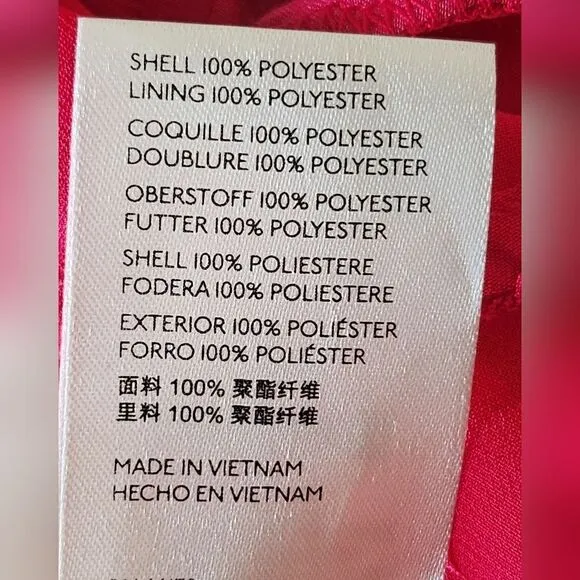 SHELL 100% POLYESTER
LINING 100% POLYESTER
COQUILLE 100% POLYESTER
DOUBLURE 100% POLYESTER
OBERSTOFF 100% POLYESTER
FUTTER 100% POLYESTER
SHELL 100% POLIESTERE
FODERA 100% POLIESTERE
EXTERIOR 100% POLIÉSTER
FORRO 100% POLIÉSTER
面料 100% 聚酯纤维
里料 100% 聚酯纤维
MADE IN VIETNAM
HECHO EN VIETNAM